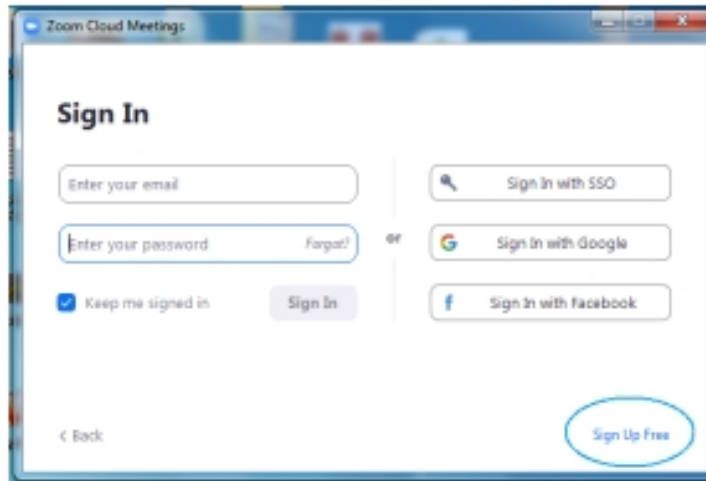 Zoom Cloud Meetings
Sign In
Enter your email
Enter your password Forgot?
Keep me signed in Sign In
or
Sign In with SSO
Sign In with Google
Sign In with Facebook
< Back
Sign Up Free